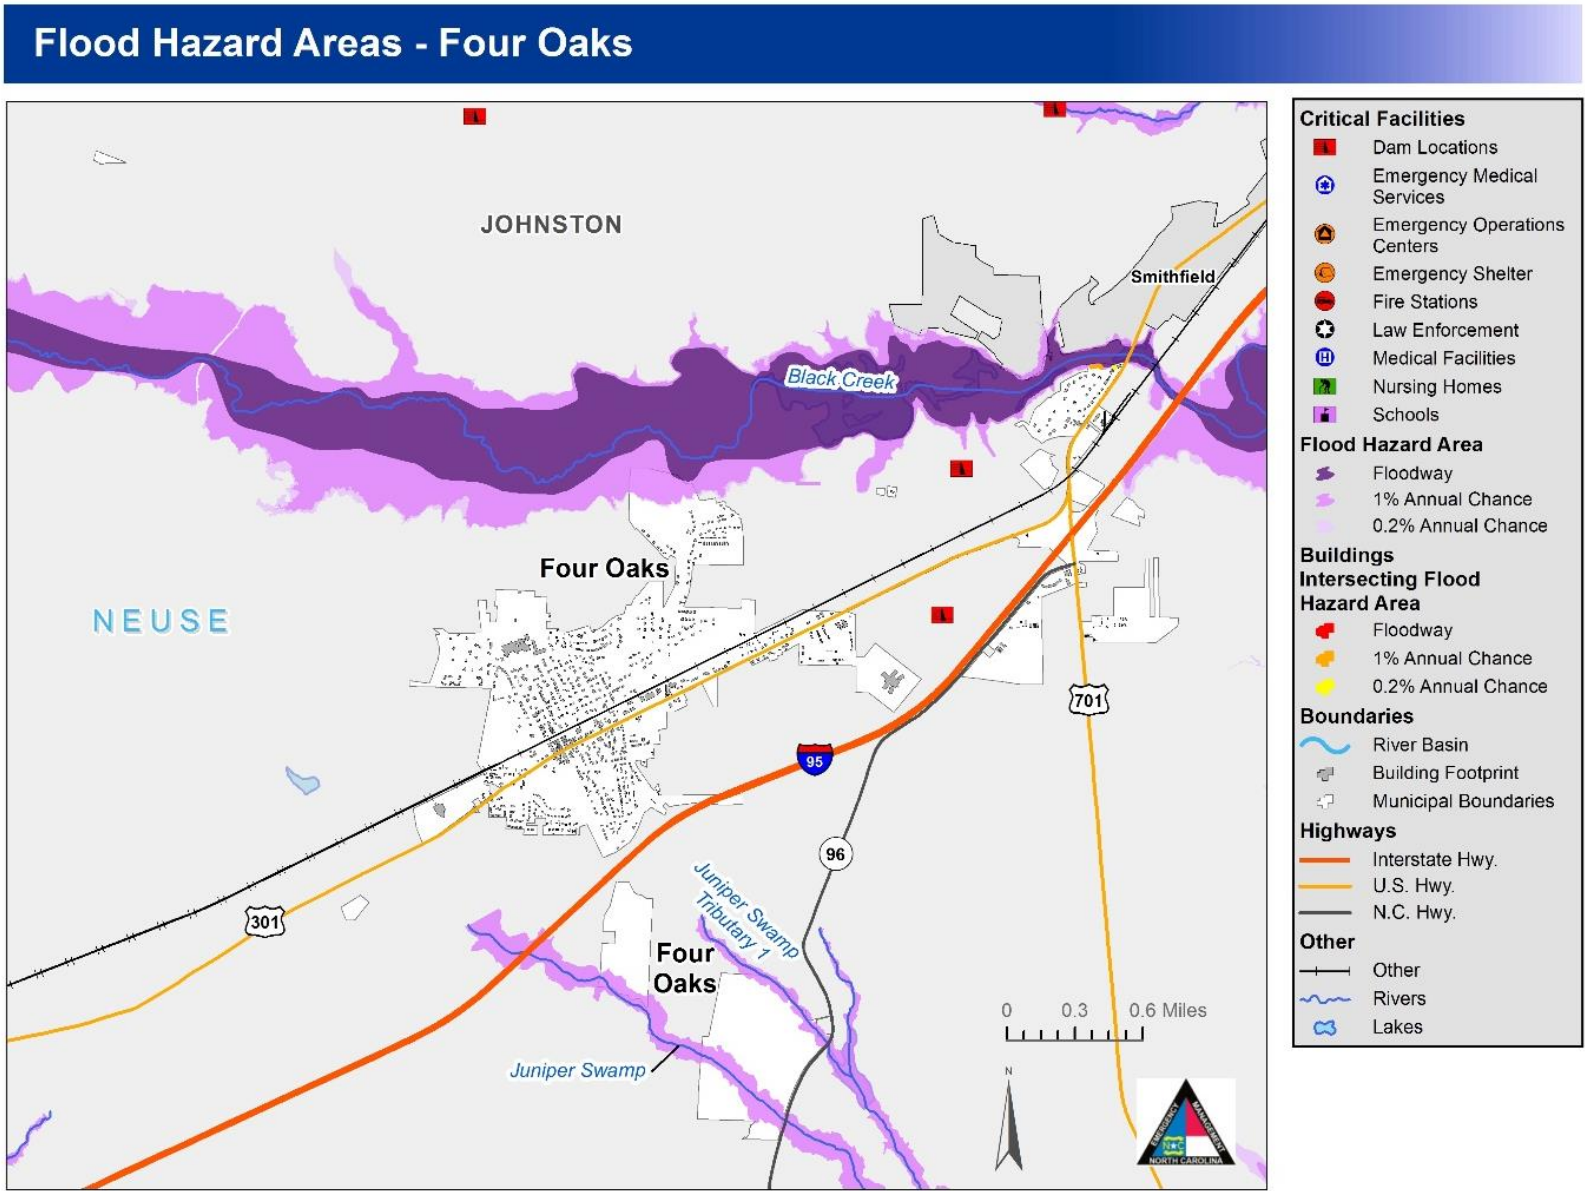 Flood Hazard Areas - Four Oaks
JOHNSTON
Smithfield
Black Creek
Four Oaks
NEUSE
701
95
96
301
Juniper Swamp
Tributary 1
Four
Oaks
Juniper Swamp
0 0.3 0.6 Miles
N
EMERGENCY
MANAGEMENT
NORTH CAROLINA
Critical Facilities
Dam Locations
Emergency Medical
Services
Emergency Operations
Centers
Emergency Shelter
Fire Stations
Law Enforcement
H
Medical Facilities
Nursing Homes
Schools
Flood Hazard Area
Floodway
1% Annual Chance
0.2% Annual Chance
Buildings
Intersecting Flood
Hazard Area
Floodway
1% Annual Chance
0.2% Annual Chance
Boundaries
River Basin
Building Footprint
Municipal Boundaries
Highways
Interstate Hwy.
U.S. Hwy.
N.C. Hwy.
Other
Other
Rivers
Lakes